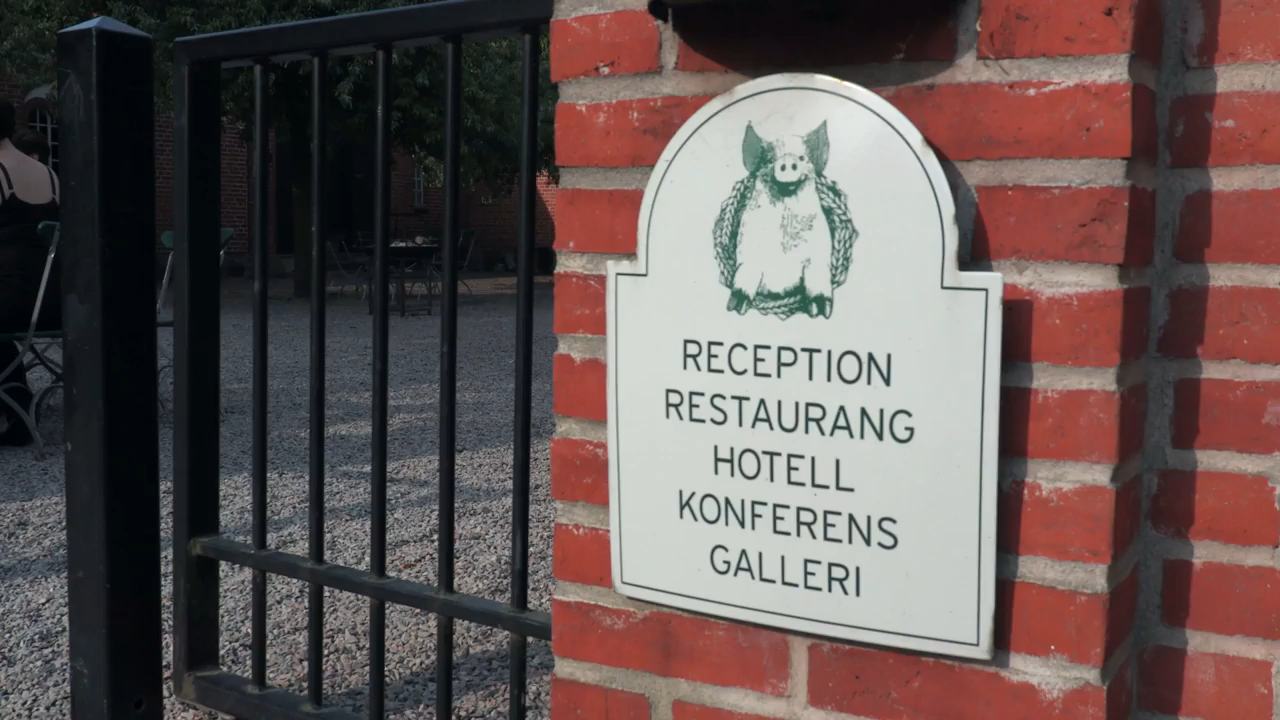 RECEPTION
RESTAURANG
HOTELL
KONFERENS
GALLERI